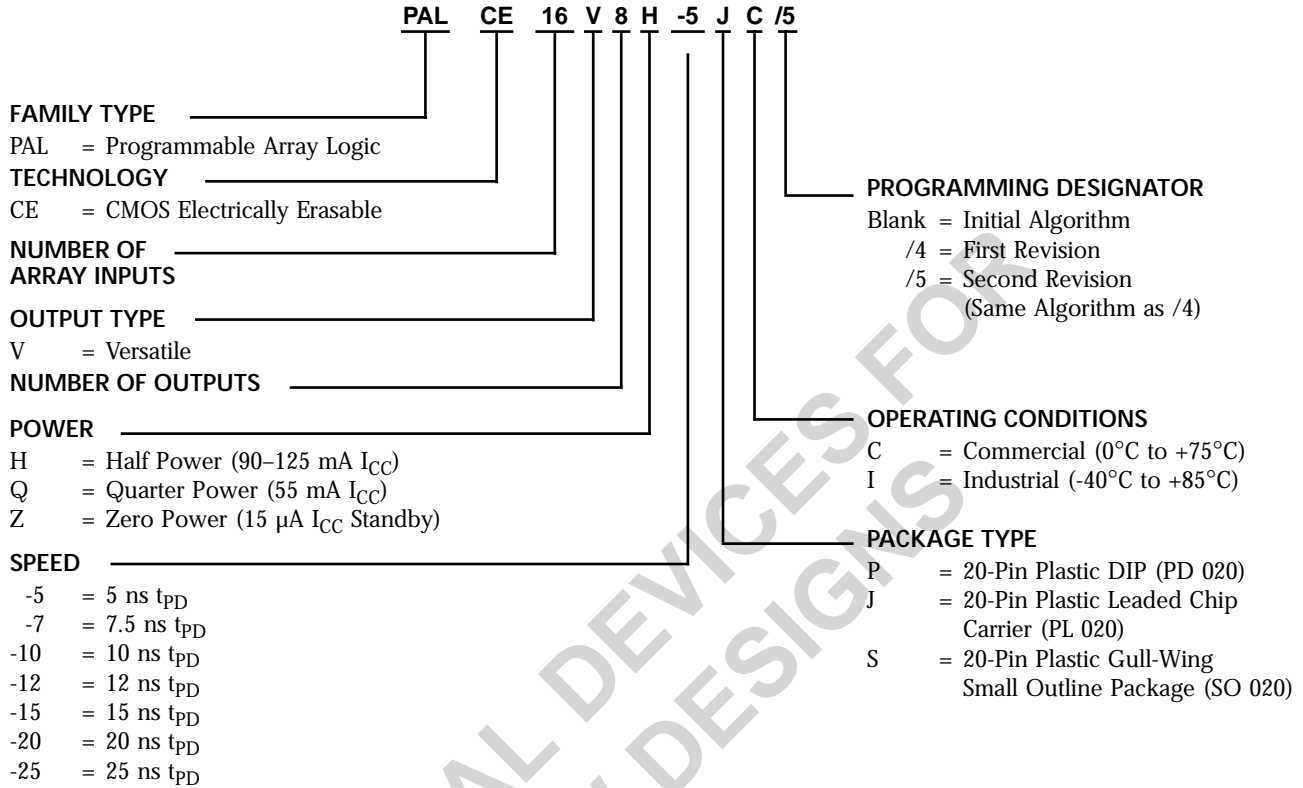 PAL CE 16 V 8 H -5 J C /5
FAMILY TYPE
PAL = Programmable Array Logic
TECHNOLOGY
CE = CMOS Electrically Erasable
NUMBER OF
ARRAY INPUTS
OUTPUT TYPE
V = Versatile
NUMBER OF OUTPUTS
POWER
H = Half Power (90–125 mA ICC)
Q = Quarter Power (55 mA ICC)
Z = Zero Power (15 µA ICC Standby)
SPEED
-5 = 5 ns tPD
-7 = 7.5 ns tPD
-10 = 10 ns tPD
-12 = 12 ns tPD
-15 = 15 ns tPD
-20 = 20 ns tPD
-25 = 25 ns tPD
PROGRAMMING DESIGNATOR
Blank = Initial Algorithm
/4 = First Revision
/5 = Second Revision
(Same Algorithm as /4)
OPERATING CONDITIONS
C = Commercial (0°C to +75°C)
I = Industrial (-40°C to +85°C)
PACKAGE TYPE
P = 20-Pin Plastic DIP (PD 020)
J = 20-Pin Plastic Leaded Chip
Carrier (PL 020)
S = 20-Pin Plastic Gull-Wing
Small Outline Package (SO 020)
AL DEVICES FOR
DESIGNS